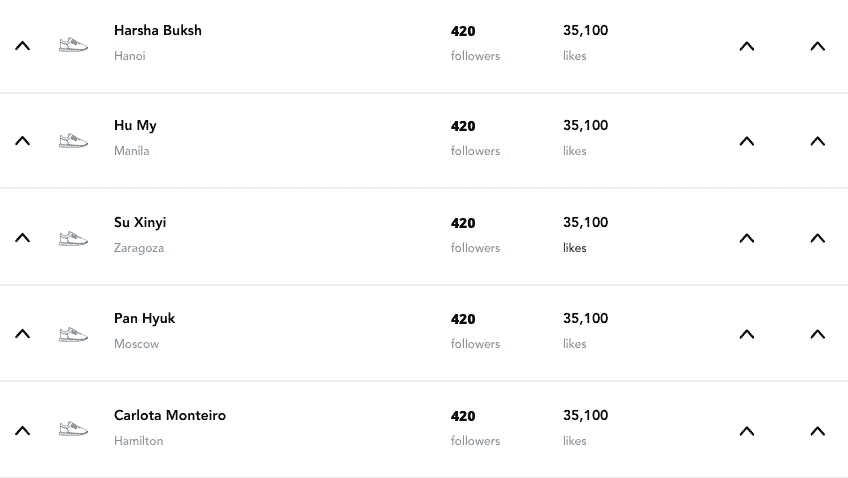 Harsha Buksh 420 35,100
Hanoi followers likes
Hu My 420 35,100
Manila followers likes
Su Xinyi 420 35,100
Zaragoza followers likes
Pan Hyuk 420 35,100
Moscow followers likes
Carlota Monteiro 420 35,100
Hamilton followers likes